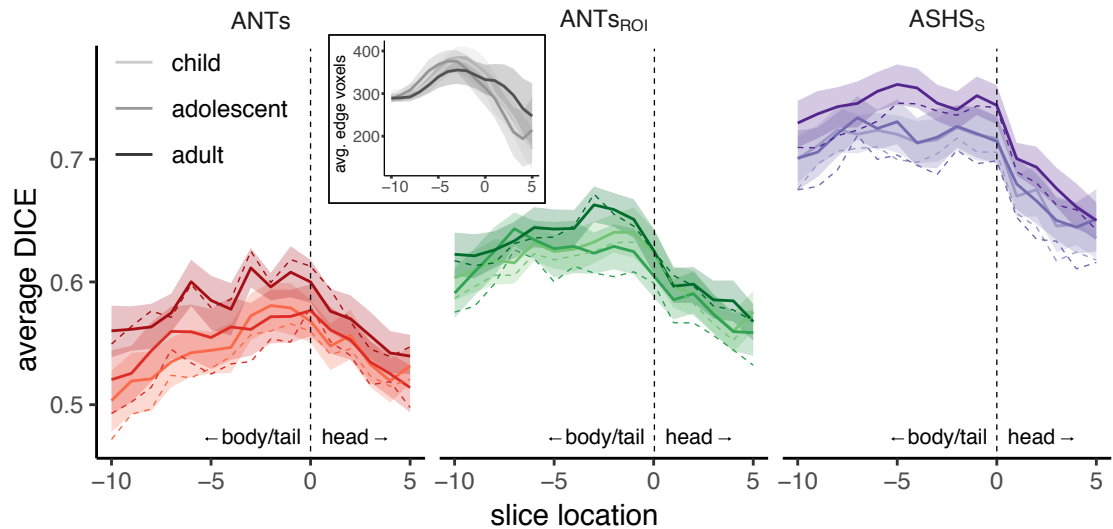 ANTs
ANTsROI
ASHSS
child
adolescent
adult
avg. edge voxels
400
300
200
−10
−5
0
5
average DICE
0.7
0.6
0.5
←body/tail
head→
←body/tail
head→
←body/tail
head→
−10
−5
0
5
−10
−5
0
5
−10
−5
0
5
slice location